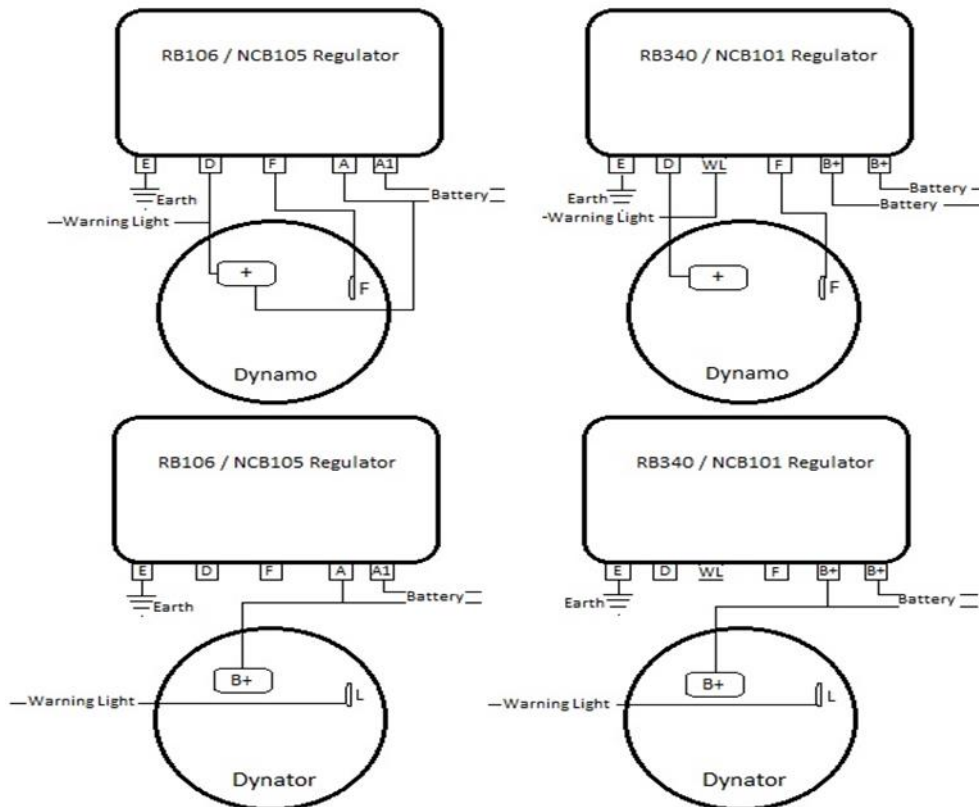 RB106 / NCB105 Regulator
E D F A A1
Earth
Battery
Warning Light
+
F
Dynamo
RB340 / NCB101 Regulator
E D WL F B+ B+
Earth
Battery
Battery
Warning Light
+
F
Dynamo
RB106 / NCB105 Regulator
E D F A A1
Earth
Battery
B+
L
Warning Light
Dynator
RB340 / NCB101 Regulator
E D WL F B+ B+
Earth
Battery
B+
L
Warning Light
Dynator